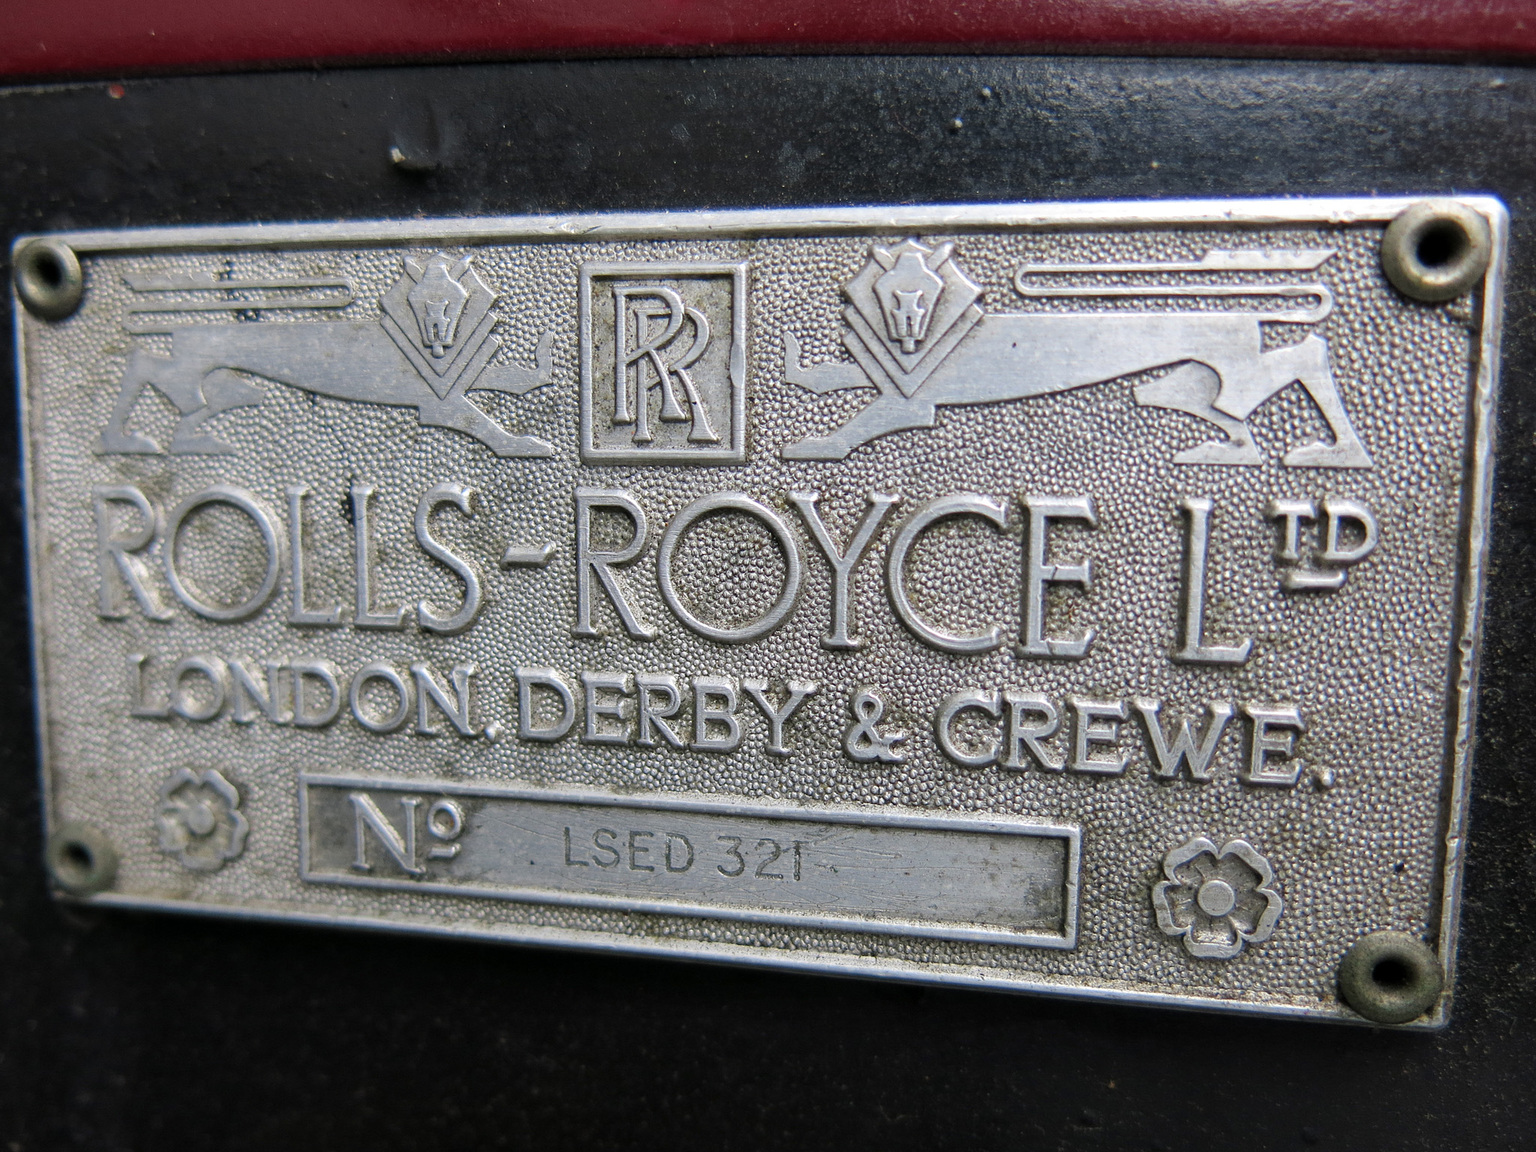 RR
ROLLS-ROYCE LTD
LONDON, DERBY & CREWE.
Nº LSED 321